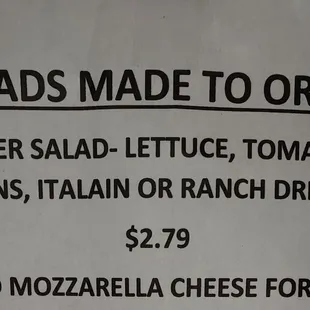 ADS MADE TO OR
ER SALAD- LETTUCE, TOMA
NS, ITALAIN OR RANCH DR
$2.79
MOZZARELLA CHEESE FOR